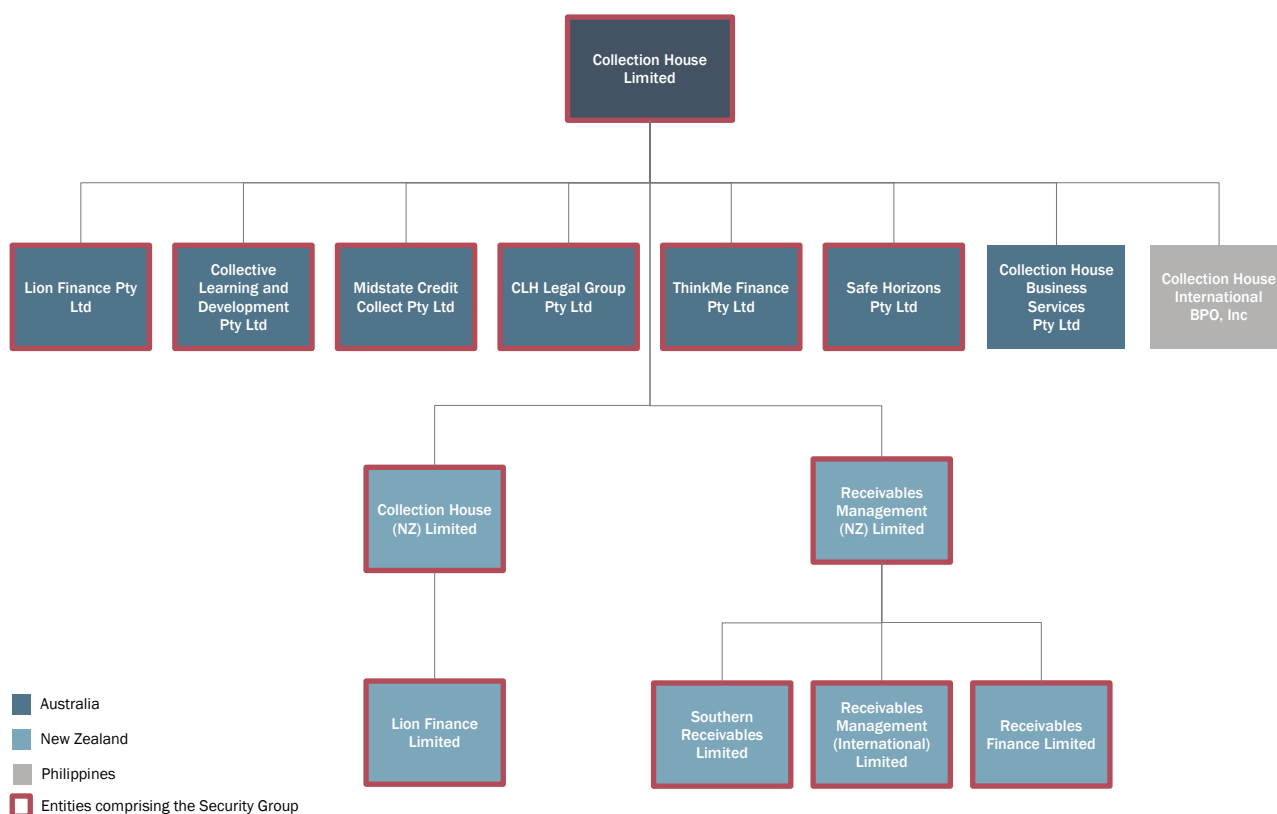 Collection House
Limited
Lion Finance Pty
Ltd
Collective
Learning and
Development
Pty Ltd
Midstate Credit
Collect Pty Ltd
CLH Legal Group
Pty Ltd
ThinkMe Finance
Pty Ltd
Safe Horizons
Pty Ltd
Collection House
Business
Services
Pty Ltd
Collection House
International
BPO, Inc
Collection House
(NZ) Limited
Receivables
Management
(NZ) Limited
Lion Finance
Limited
Southern
Receivables
Limited
Receivables
Management
(International)
Limited
Receivables
Finance Limited
Australia
New Zealand
Philippines
Entities comprising the Security Group